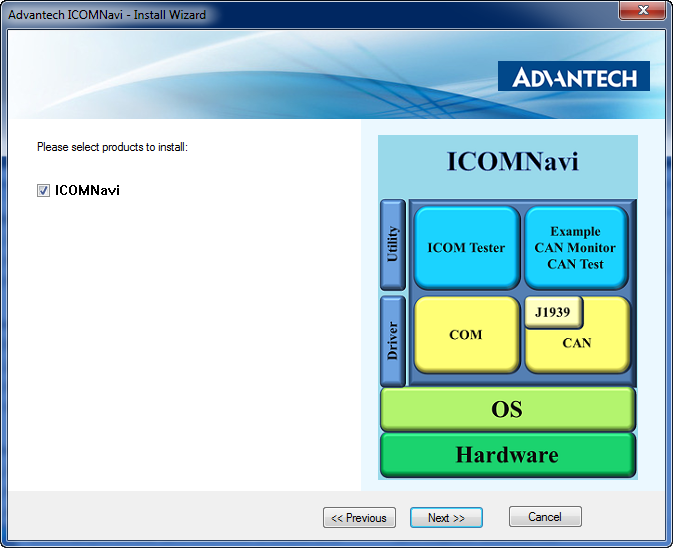 Advantech ICOMNavi - Install Wizard
ADVANTECH
Please select products to install:
ICOMNavi
ICOMNavi
Utility
ICOM Tester
Example
CAN Monitor
CAN Test
Driver
COM
J1939
CAN
OS
Hardware
<< Previous
Next >>
Cancel